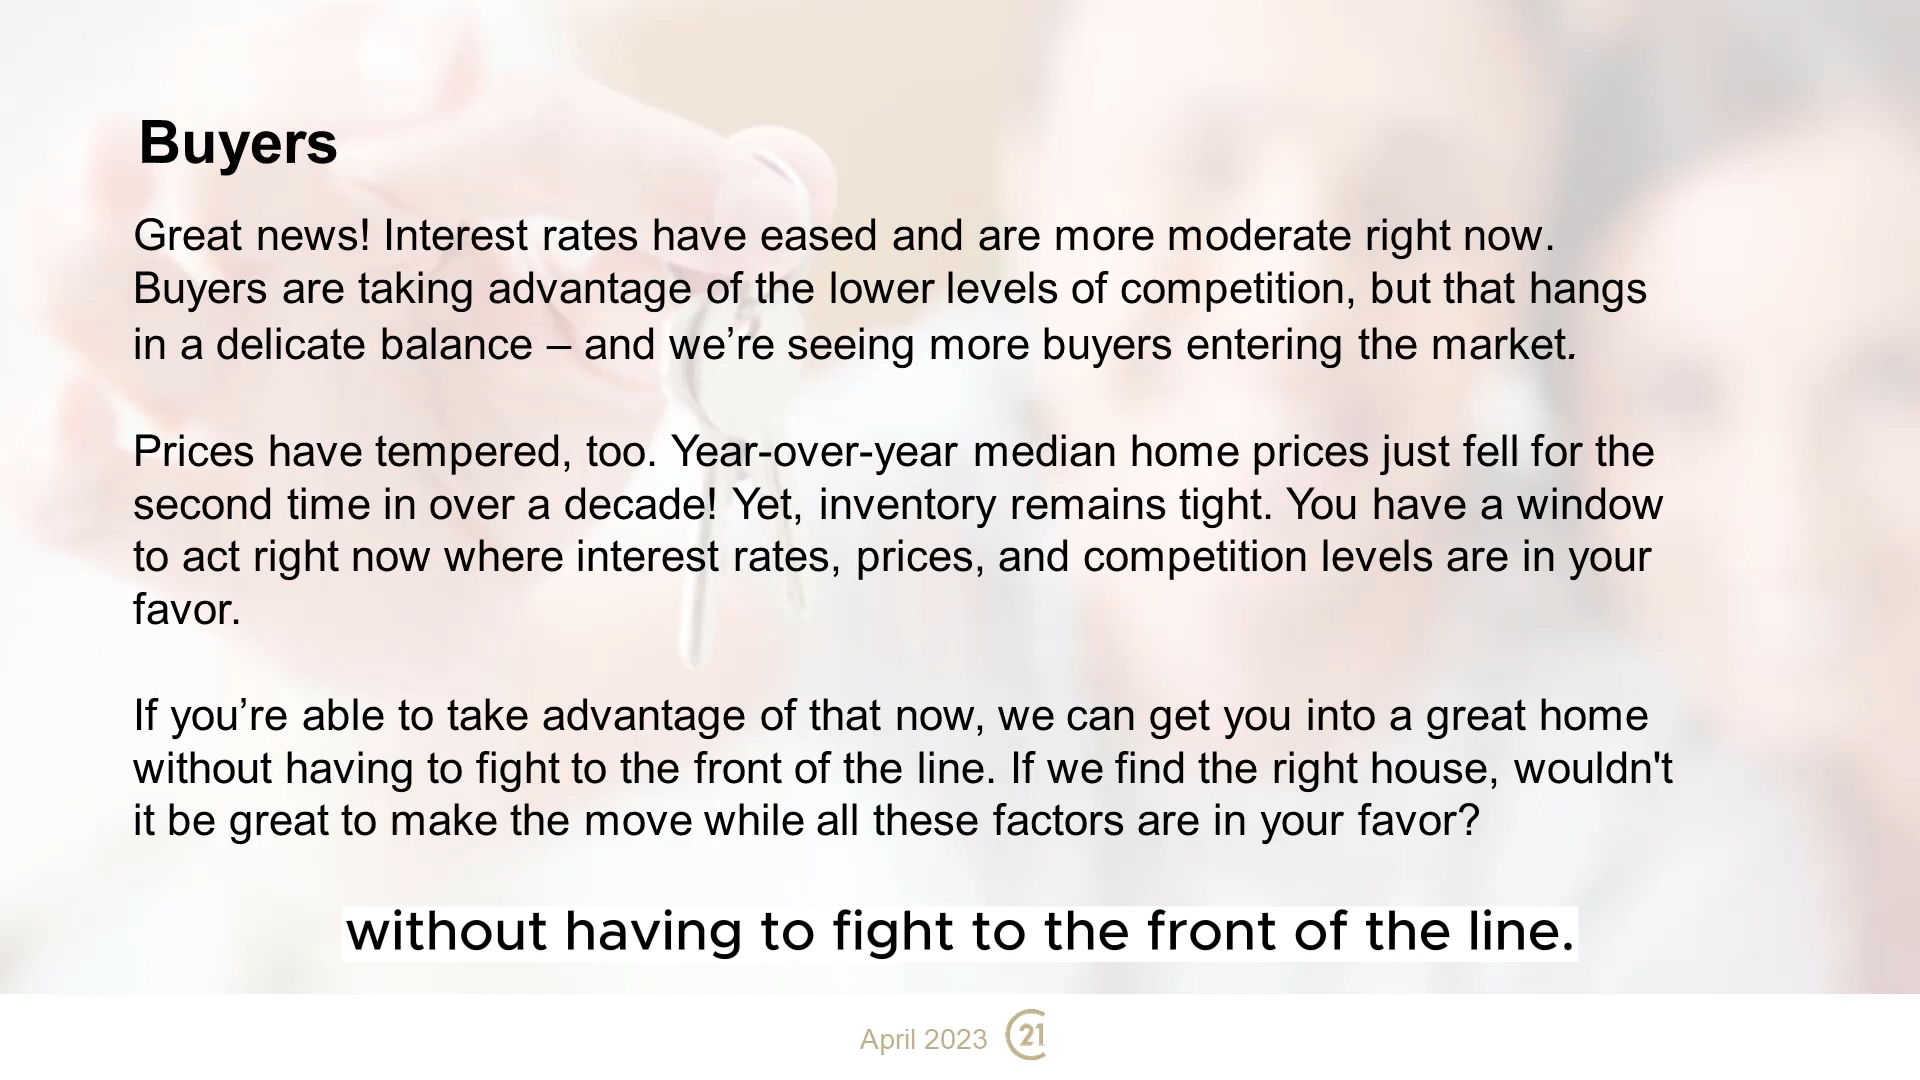 Buyers
Great news! Interest rates have eased and are more moderate right now.
Buyers are taking advantage of the lower levels of competition, but that hangs
in a delicate balance – and we’re seeing more buyers entering the market.
Prices have tempered, too. Year-over-year median home prices just fell for the
second time in over a decade! Yet, inventory remains tight. You have a window
to act right now where interest rates, prices, and competition levels are in your
favor.
If you’re able to take advantage of that now, we can get you into a great home
without having to fight to the front of the line. If we find the right house, wouldn't
it be great to make the move while all these factors are in your favor?
without having to fight to the front of the line.
April 2023 C21